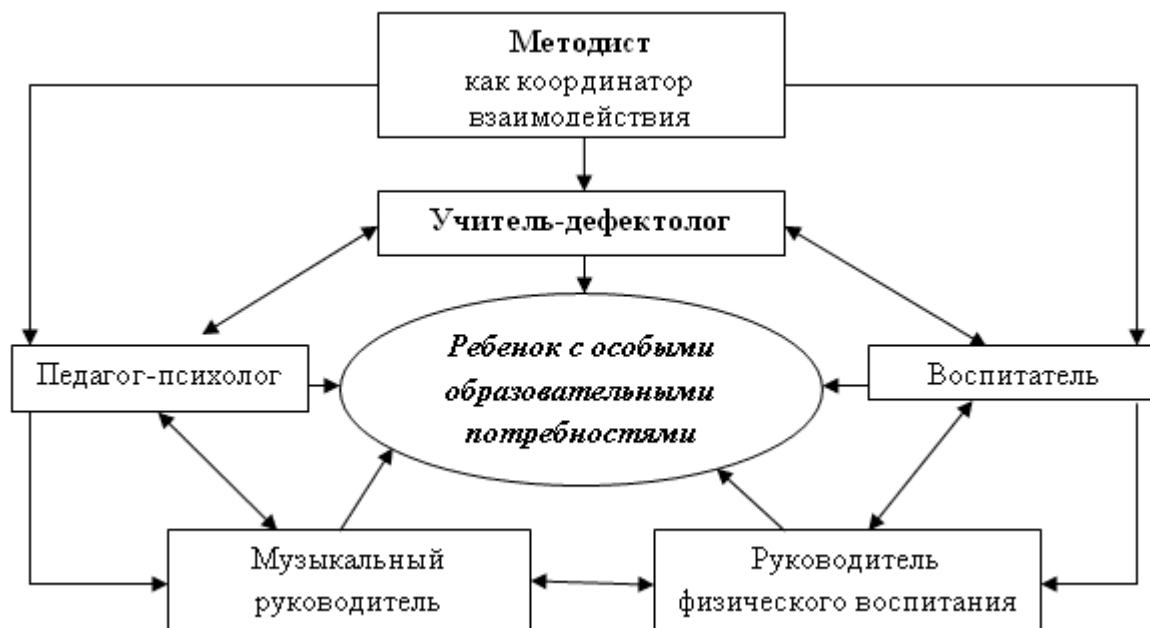 Методист
как координатор
взаимодействия
Учитель-дефектолог
Ребенок с особыми
образовательными
потребностями
Педагог-психолог
Воспитатель
Музыкальный
руководитель
Руководитель
физического воспитания